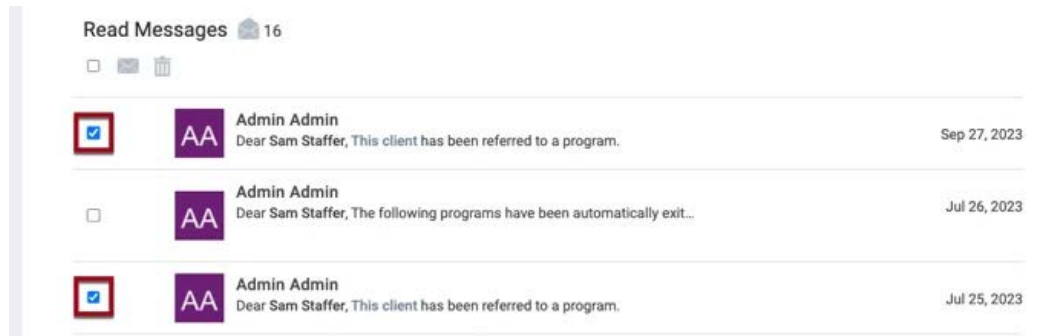 Read Messages 16
AA
Admin Admin
Dear Sam Staffer, This client has been referred to a program.
Sep 27, 2023
AA
Admin Admin
Dear Sam Staffer, The following programs have been automatically exit...
Jul 26, 2023
AA
Admin Admin
Dear Sam Staffer, This client has been referred to a program.
Jul 25, 2023